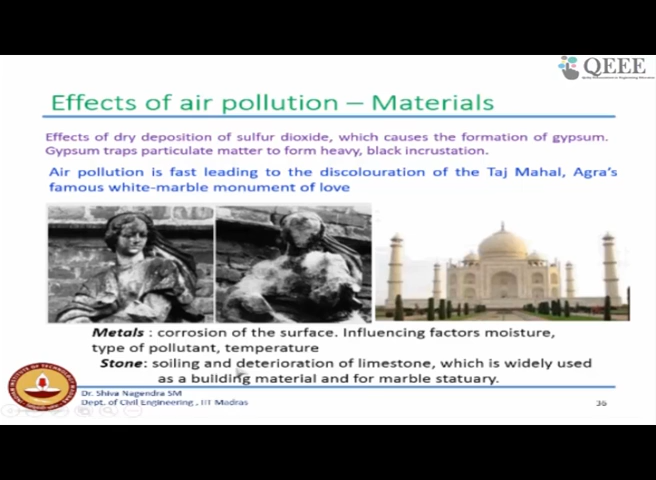 QEEE
Effects of air pollution – Materials
Effects of dry deposition of sulfur dioxide, which causes the formation of gypsum.
Gypsum traps particulate matter to form heavy, black incrustation.
Air pollution is fast leading to the discolouration of the Taj Mahal, Agra's
famous white-marble monument of love
Metals : corrosion of the surface. Influencing factors moisture,
type of pollutant, temperature
Stone: soiling and deterioration of limestone, which is widely used
as a building material and for marble statuary.
Dr. Shiva Nagendra SM
Dept. of Civil Engineering , IIT Madras
36